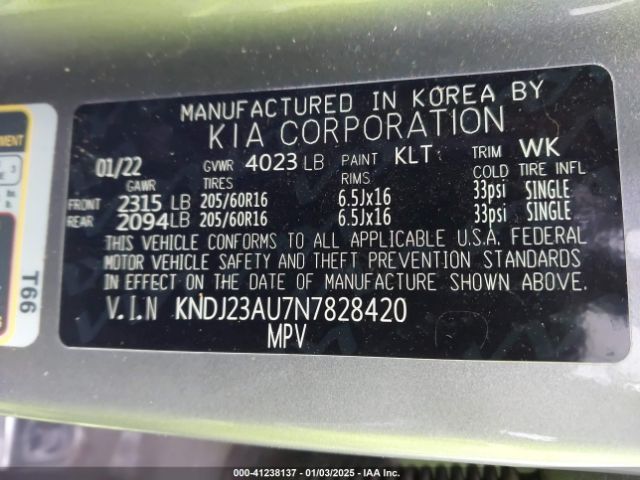 MANUFACTURED IN KOREA BY
KIA CORPORATION
01/22 GVWR 4023 LB PAINT KLT TRIM WK
GAWR TIRES RIMS COLD TIRE INFL
FRONT 2315 LB 205/60R16 6.5Jx16 33psi SINGLE
REAR 2094 LB 205/60R16 6.5Jx16 33psi SINGLE
THIS VEHICLE CONFORMS TO ALL APPLICABLE U.S.A. FEDERAL
MOTOR VEHICLE SAFETY AND THEFT PREVENTION STANDARDS
IN EFFECT ON THE DATE OF MANUFACTURE SHOWN ABOVE.
V.I.N KNDJ23AU7N7828420
MPV
T66
000-41238137 - 01/03/2025 - IAA Inc.